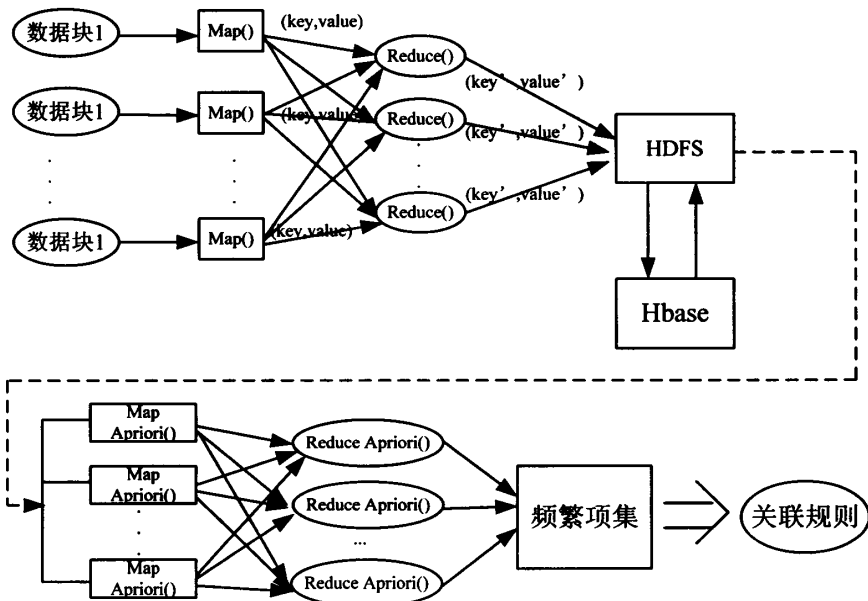 数据块1
Map()
(key,value)
Reduce()
(key',value')
数据块1
Map()
(key,value)
Reduce()
(key',value')
HDFS
数据块1
Map()
(key,value)
Reduce()
(key',value')
Hbase
Map
Apriori()
Reduce Apriori()
Map
Apriori()
Reduce Apriori()
频繁项集
关联规则
...
Map
Apriori()
Reduce Apriori()